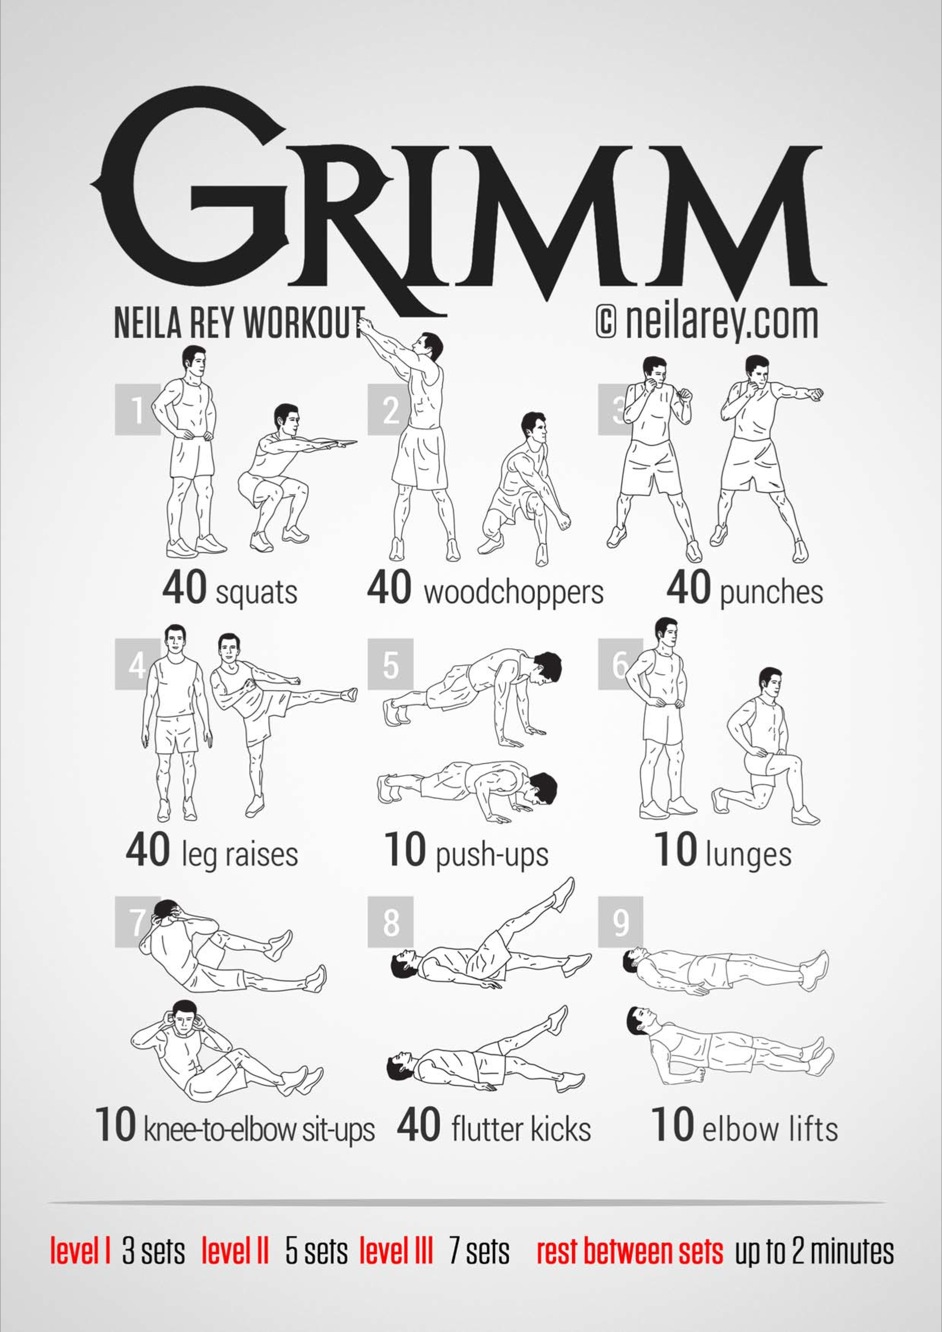 GRIMM
NEILA REY WORKOUT © neilarey.com
1 2 3
40 squats 40 woodchoppers 40 punches
4 5 6
40 leg raises 10 push-ups 10 lunges
7 8 9
10 knee-to-elbow sit-ups 40 flutter kicks 10 elbow lifts
level I 3 sets level II 5 sets level III 7 sets rest between sets up to 2 minutes